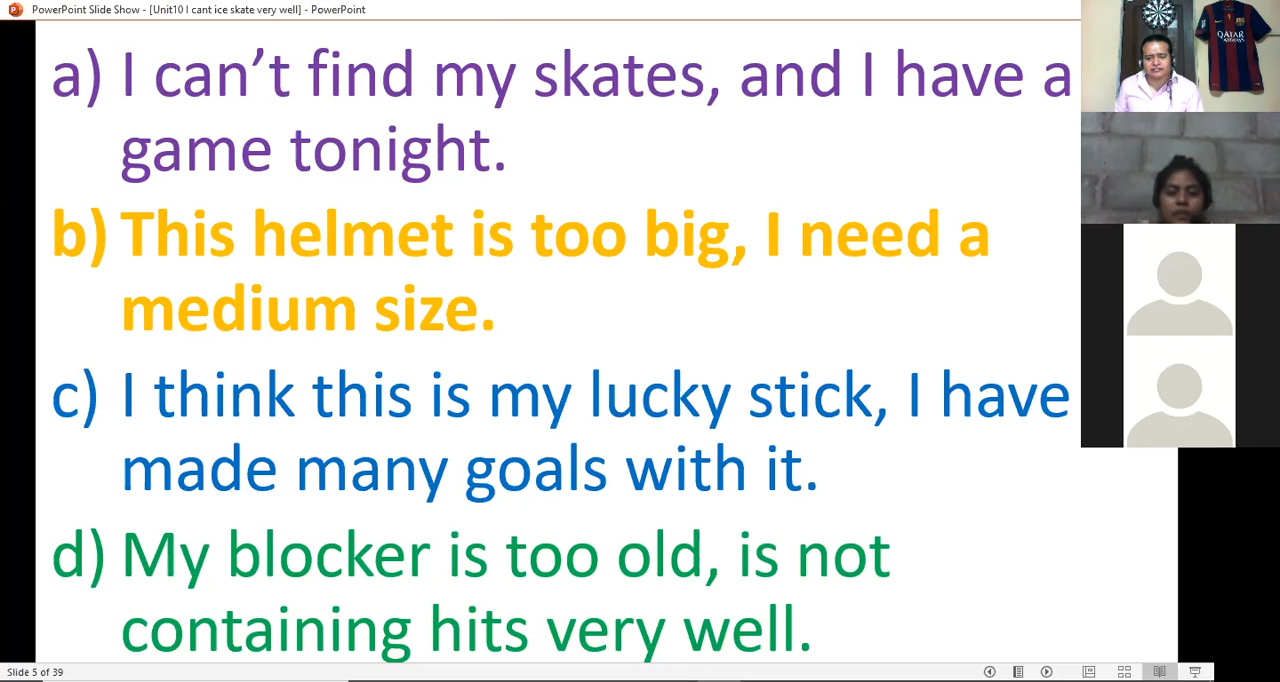 PowerPoint Slide Show - [Unit10 I cant ice skate very well] - PowerPoint
a) I can’t find my skates, and I have a
game tonight.
b) This helmet is too big, I need a
medium size.
c) I think this is my lucky stick, I have
made many goals with it.
d) My blocker is too old, is not
containing hits very well.
Slide 5 of 39
QATAR
AIRWAYS